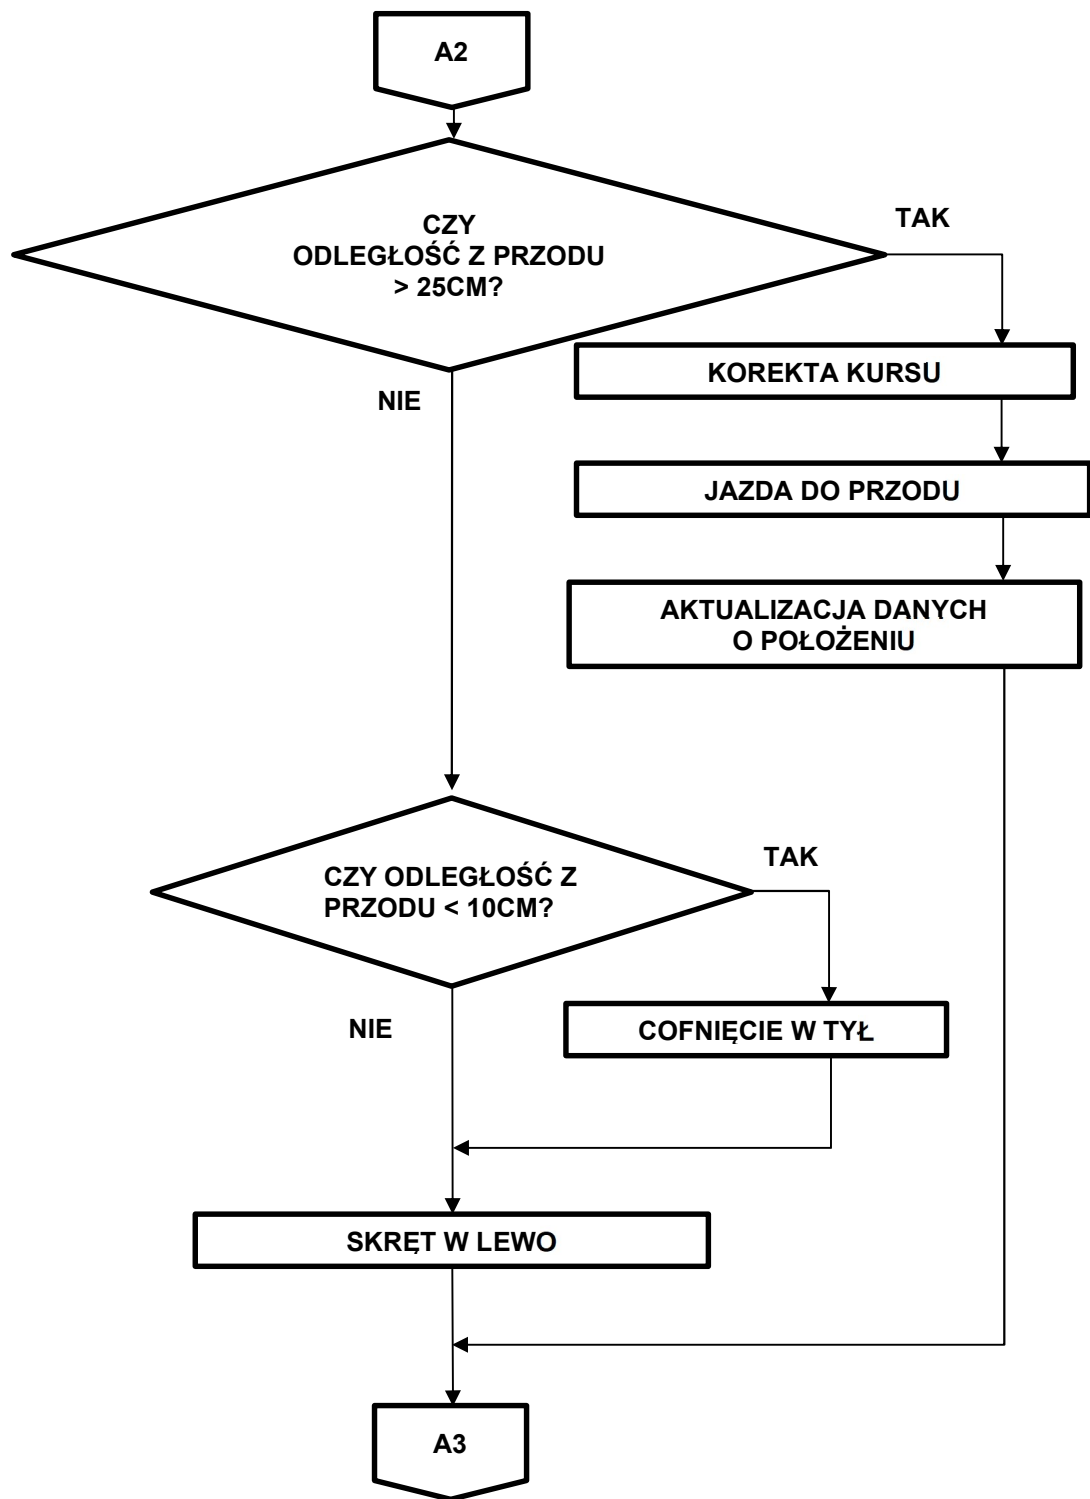 A2
CZY
ODLEGŁOŚĆ Z PRZODU
> 25CM?
TAK
KOREKTA KURSU
NIE
JAZDA DO PRZODU
AKTUALIZACJA DANYCH
O POŁOŻENIU
TAK
CZY ODLEGŁOŚĆ Z
PRZODU < 10CM?
NIE
COFNIĘCIE W TYŁ
SKRĘT W LEWO
A3